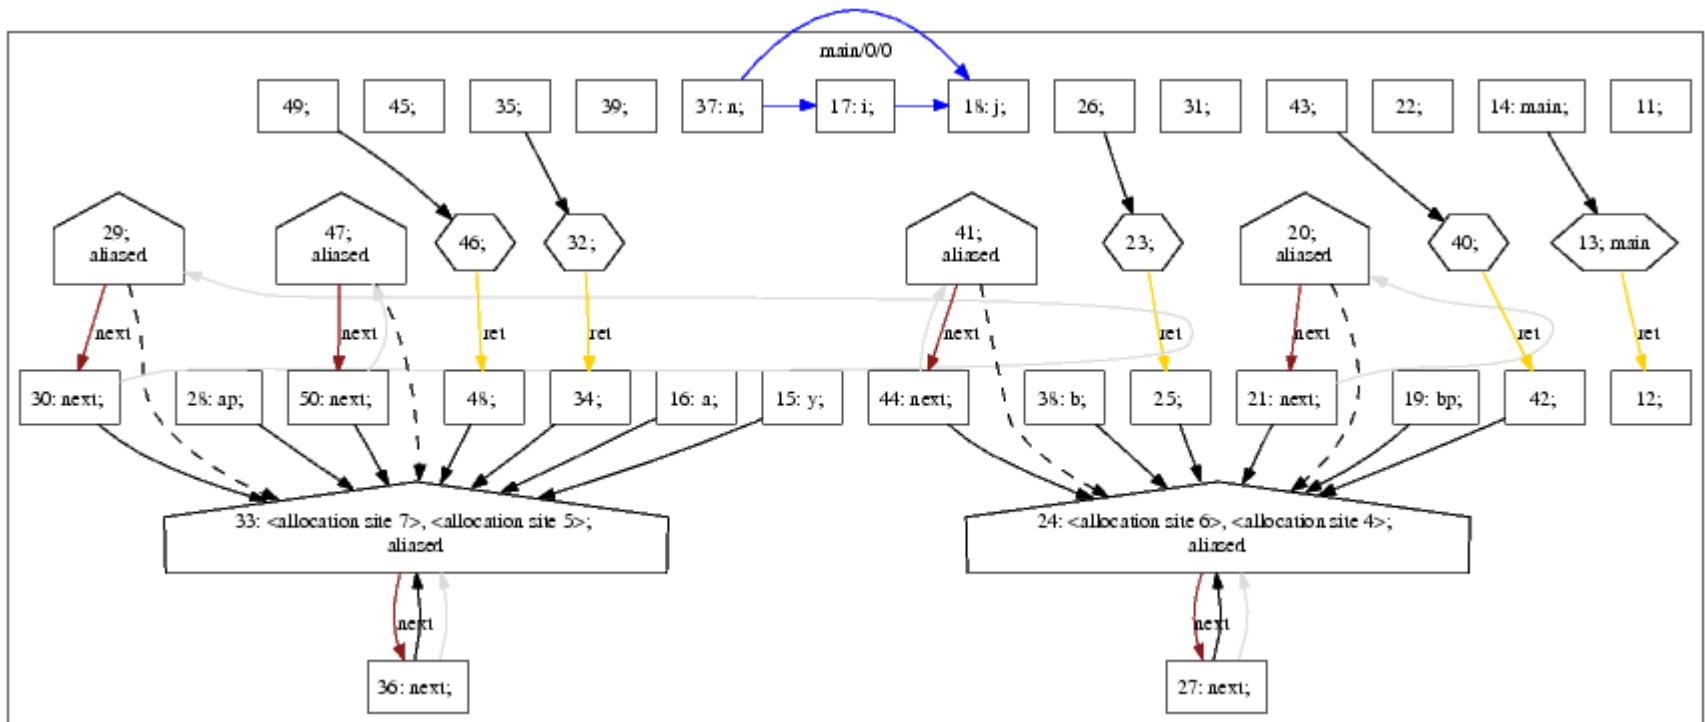 main/0/0
49;
45;
35;
39;
37: n;
17: i;
18: j;
26;
31;
43;
22;
14: main;
11;
29;
aliased
47;
aliased
46;
32;
41;
aliased
23;
20;
aliased
40;
13; main
next
next
ret
ret
next
ret
next
ret
ret
30: next;
28: ap;
50: next;
48;
34;
16: a;
15: y;
44: next;
38: b;
25;
21: next;
19: bp;
42;
12;
33: <allocation site 7>, <allocation site 5>;
aliased
24: <allocation site 6>, <allocation site 4>;
aliased
next
next
36: next;
27: next;